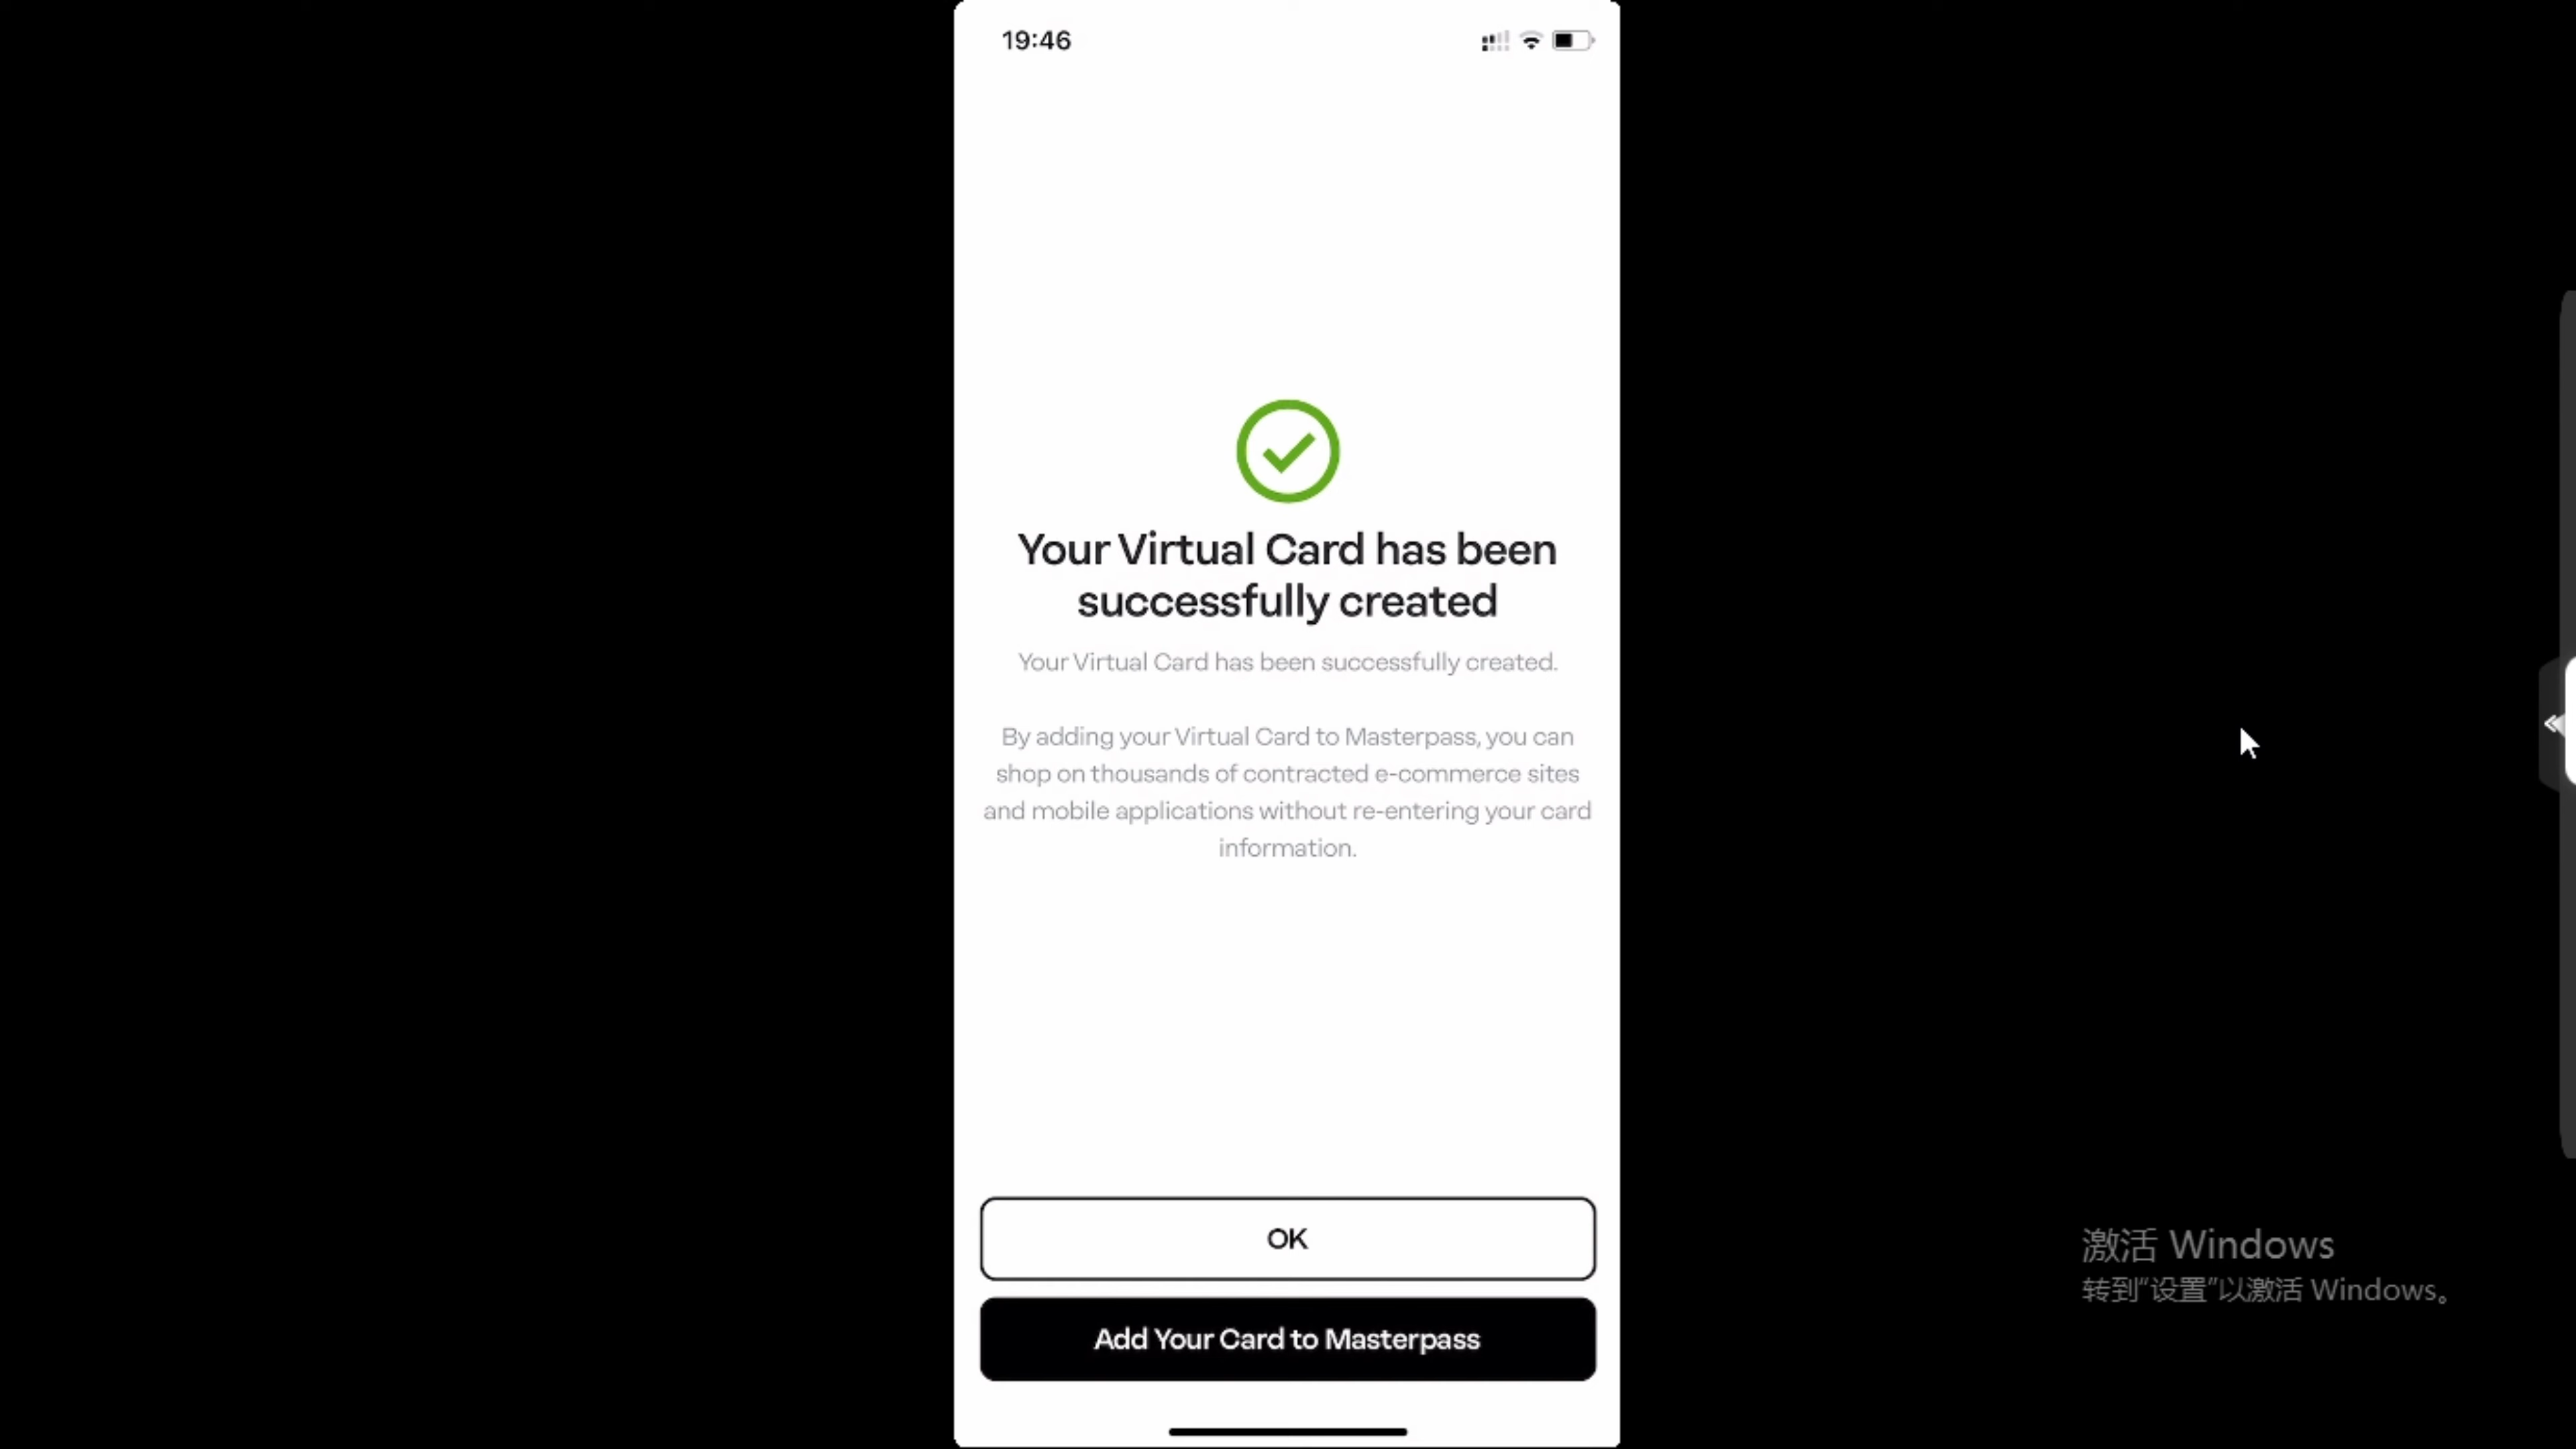 19:46
Your Virtual Card has been
successfully created
Your Virtual Card has been successfully created.
By adding your Virtual Card to Masterpass, you can
shop on thousands of contracted e-commerce sites
and mobile applications without re-entering your card
information.
OK
Add Your Card to Masterpass
激活 Windows
转到“设置”以激活 Windows。